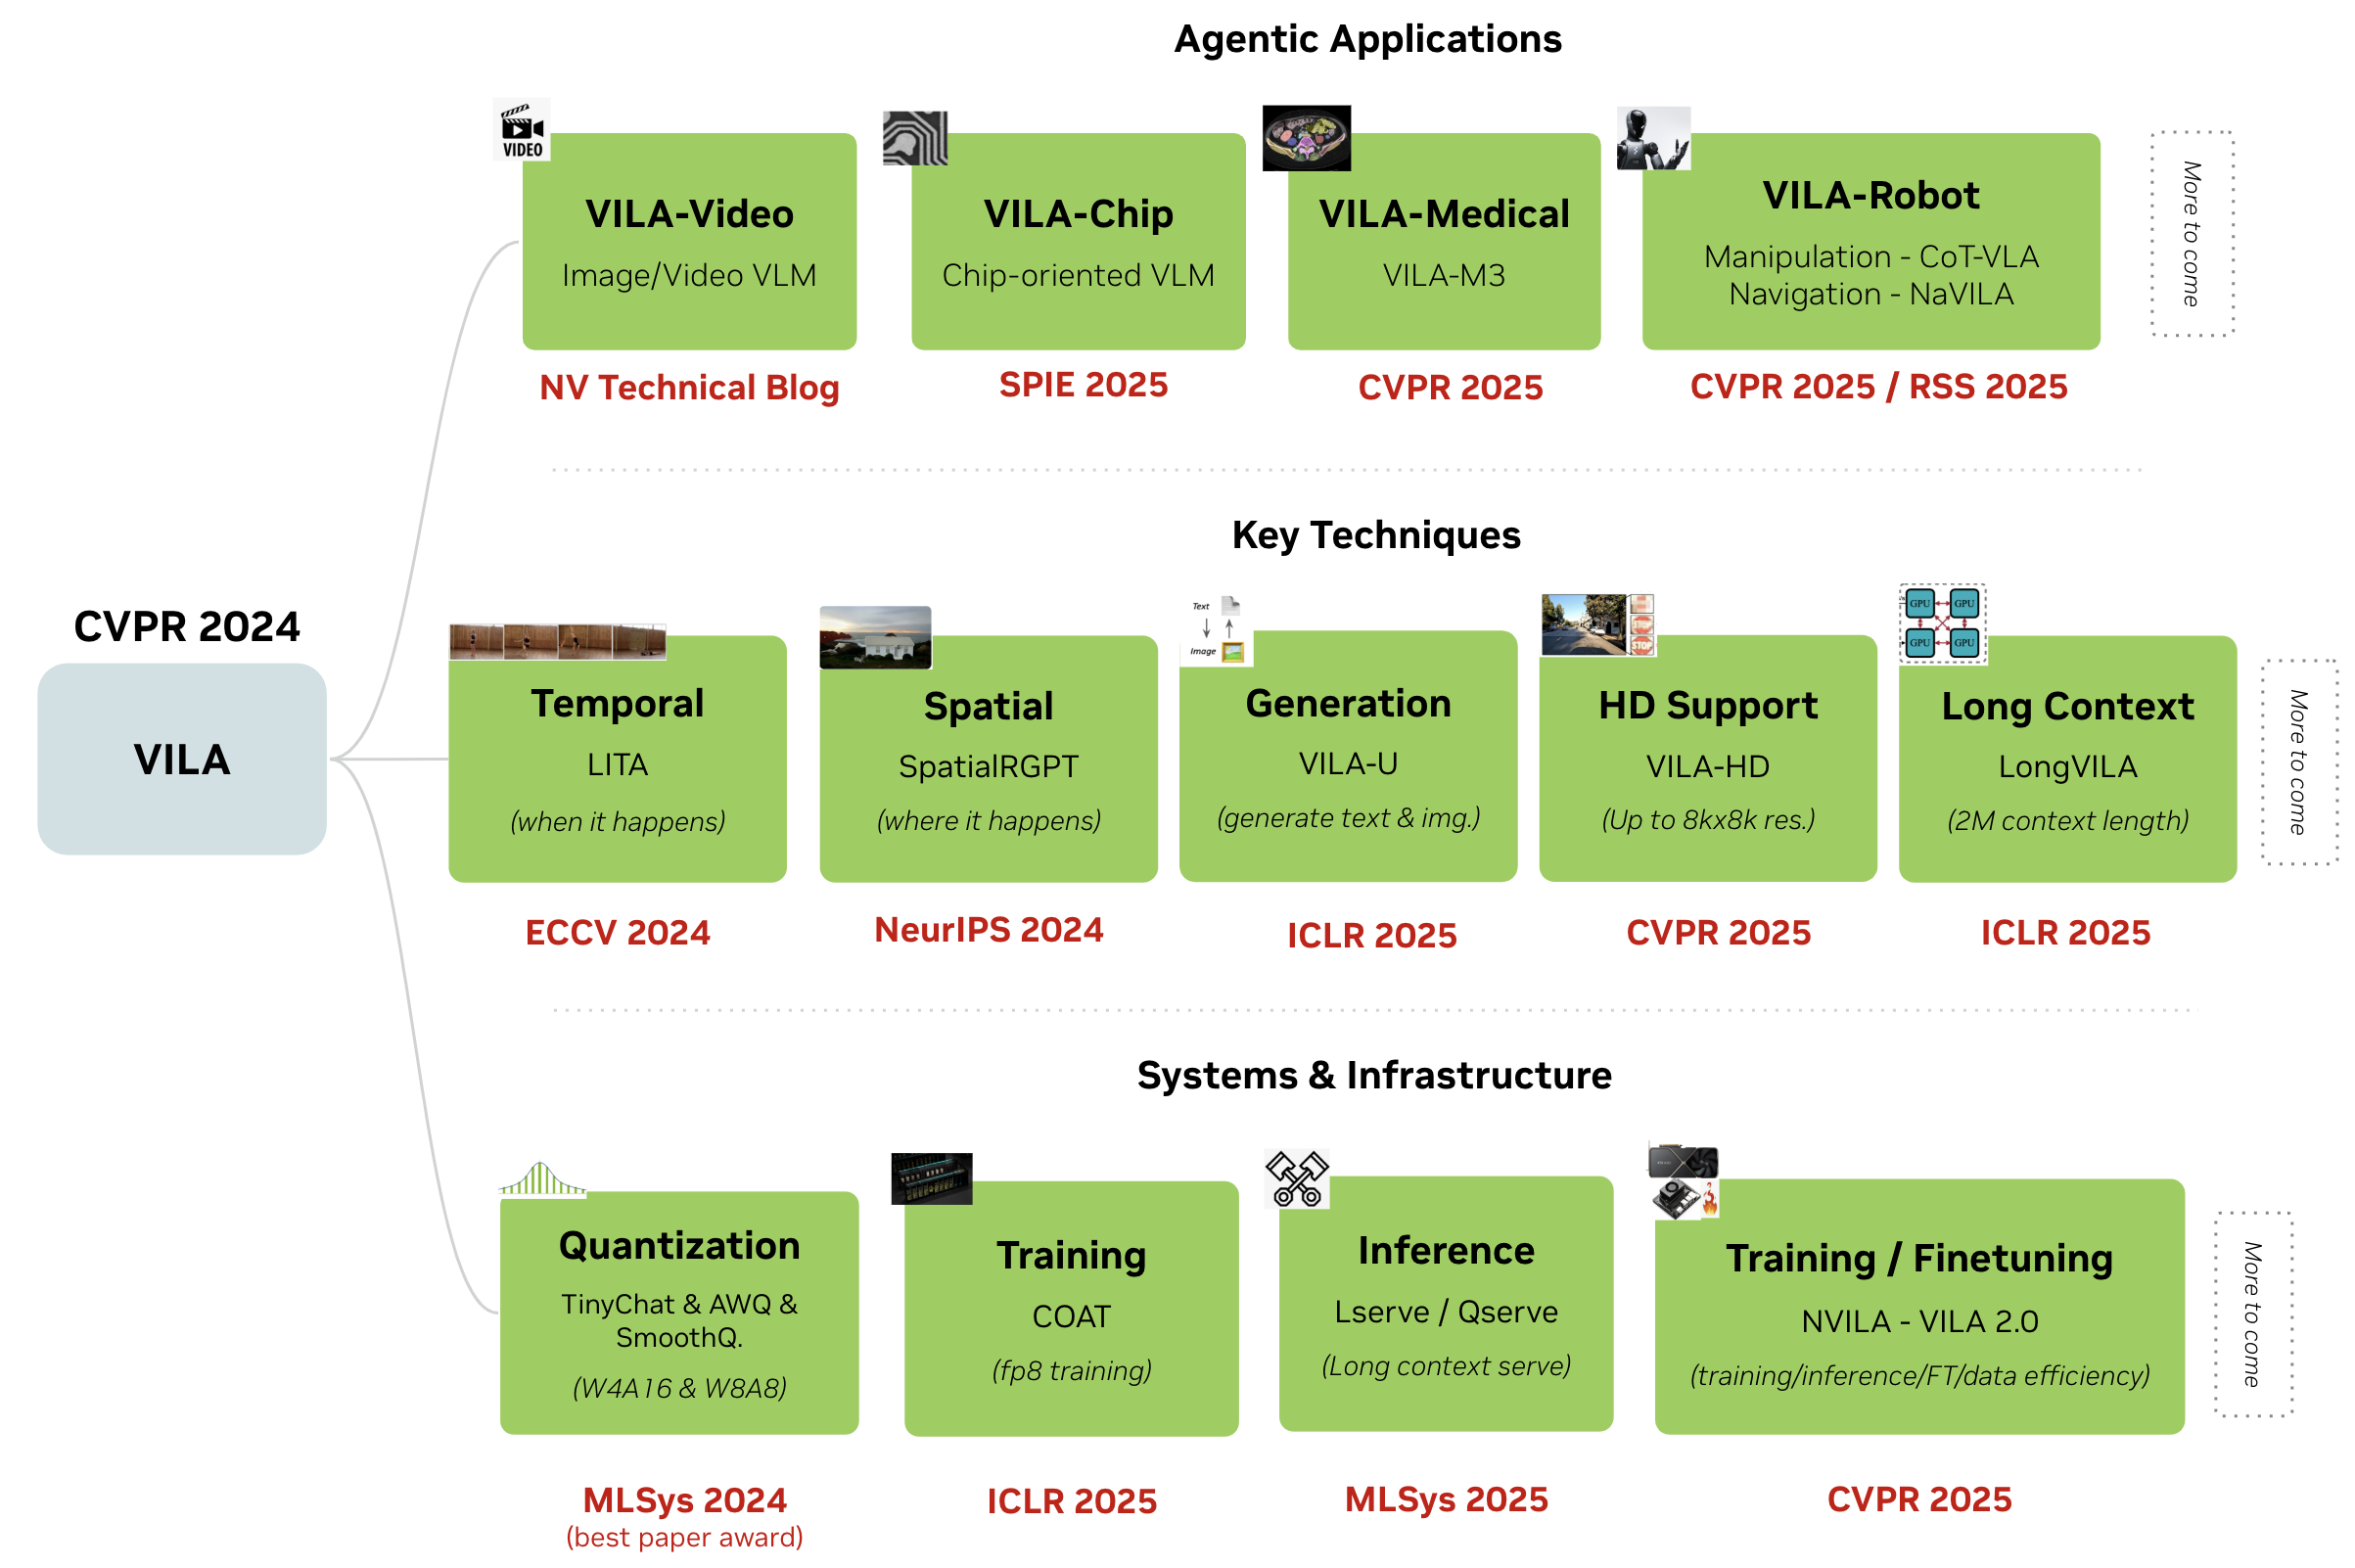 Agentic Applications
VIDEO
VILA-Video
Image/Video VLM
NV Technical Blog
VILA-Chip
Chip-oriented VLM
SPIE 2025
VILA-Medical
VILA-M3
CVPR 2025
VILA-Robot
Manipulation - CoT-VLA
Navigation - NaVILA
CVPR 2025 / RSS 2025
More to come
CVPR 2024
VILA
Key Techniques
Temporal
LITA
(when it happens)
ECCV 2024
Spatial
SpatialRGPT
(where it happens)
NeurIPS 2024
Text
Image
Generation
VILA-U
(generate text & img.)
ICLR 2025
STOP
HD Support
VILA-HD
(Up to 8kx8k res.)
CVPR 2025
GPU GPU
GPU GPU
Long Context
LongVILA
(2M context length)
ICLR 2025
More to come
Systems & Infrastructure
Quantization
TinyChat & AWQ &
SmoothQ.
(W4A16 & W8A8)
MLSys 2024
(best paper award)
Training
COAT
(fp8 training)
ICLR 2025
Inference
Lserve / Qserve
(Long context serve)
MLSys 2025
Training / Finetuning
NVILA - VILA 2.0
(training/inference/FT/data efficiency)
CVPR 2025
More to come